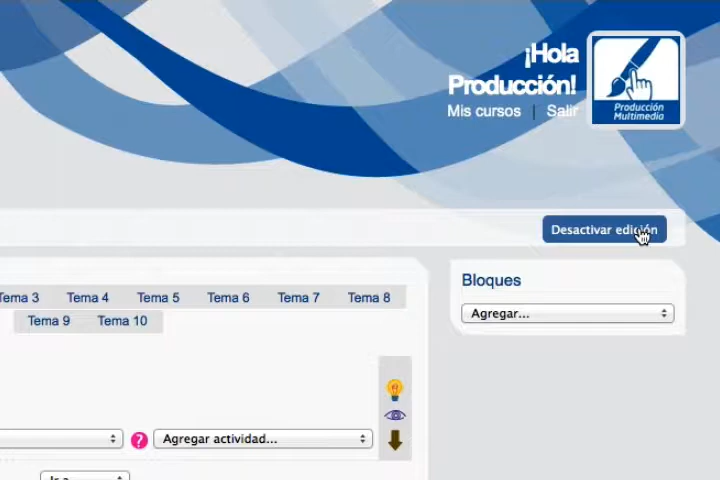 ¡Hola
Producción!
Mis cursos | Salir
Producción
Multimedia
Desactivar edición
Tema 3 Tema 4 Tema 5 Tema 6 Tema 7 Tema 8
Tema 9 Tema 10
Bloques
Agregar...
? Agregar actividad...
Ir a